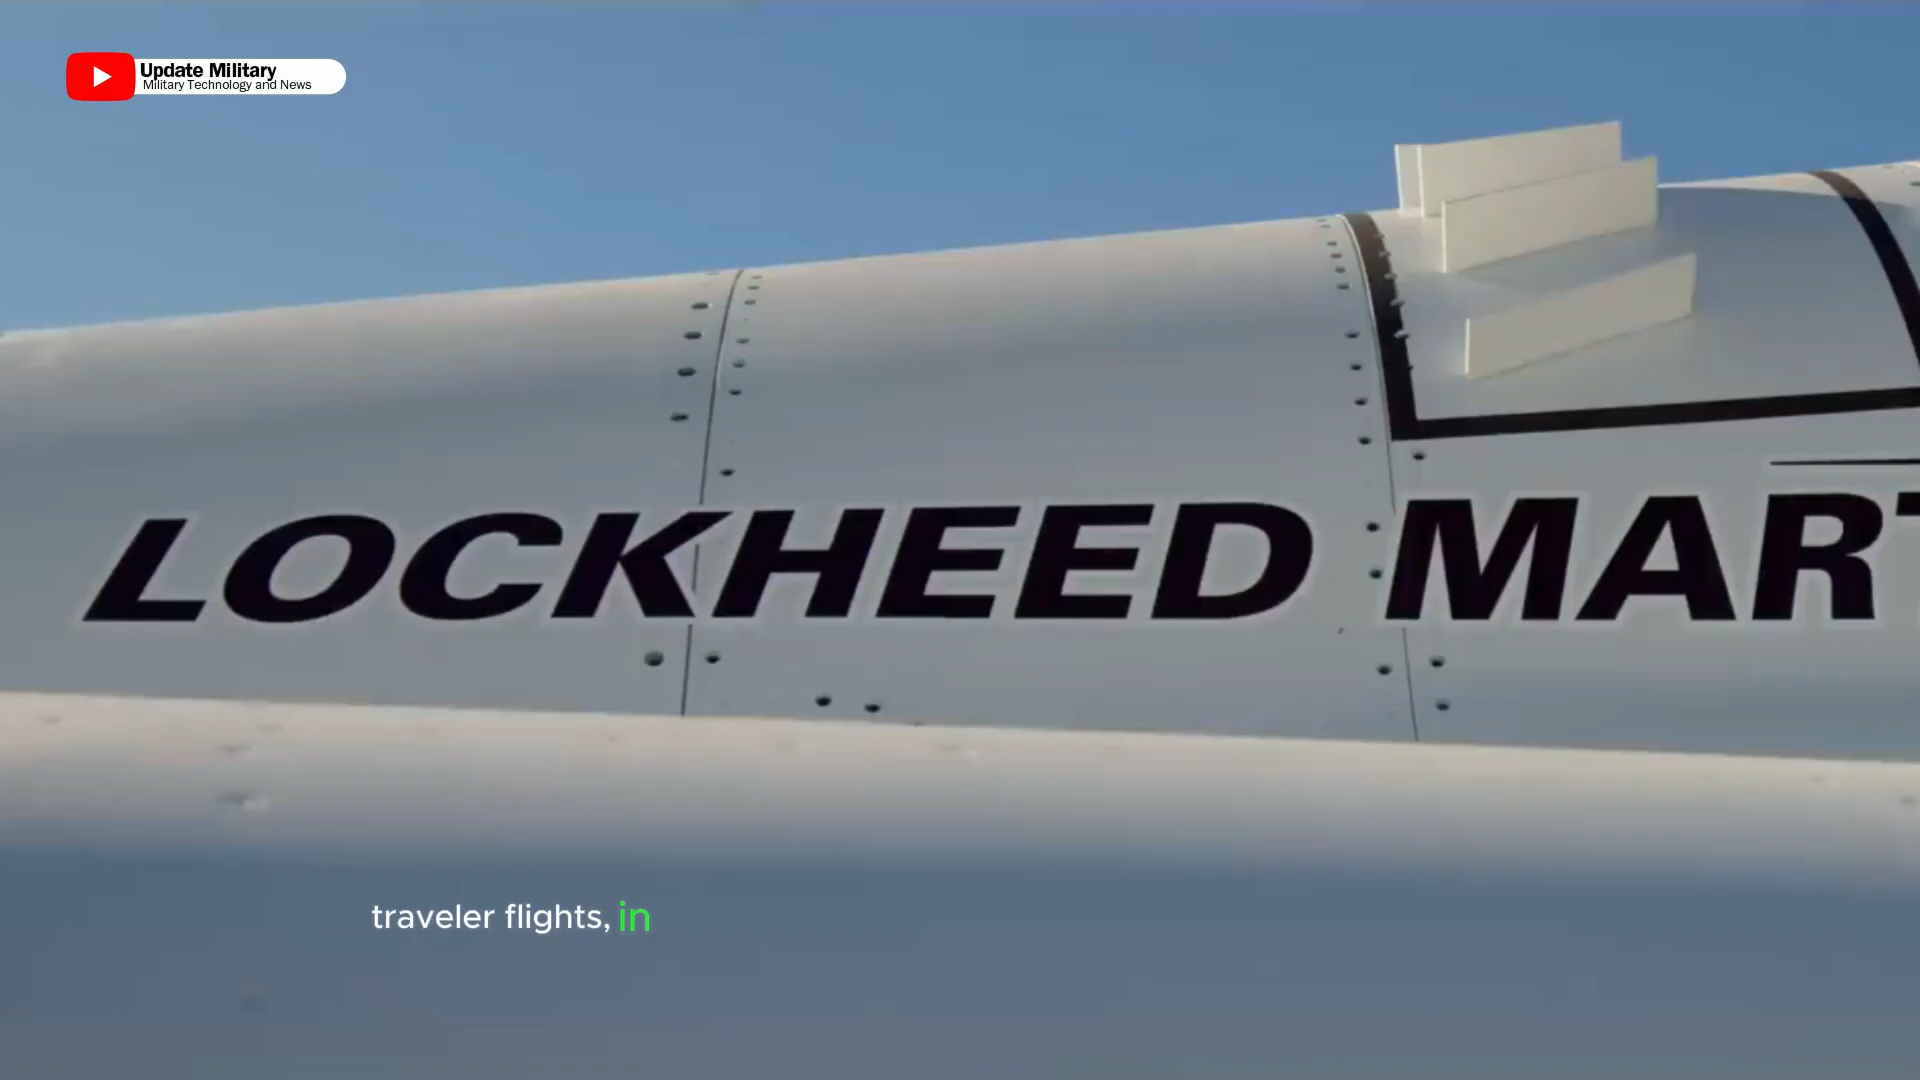 Update Military
Military Technology and News
LOCKHEED MART
traveler flights, in